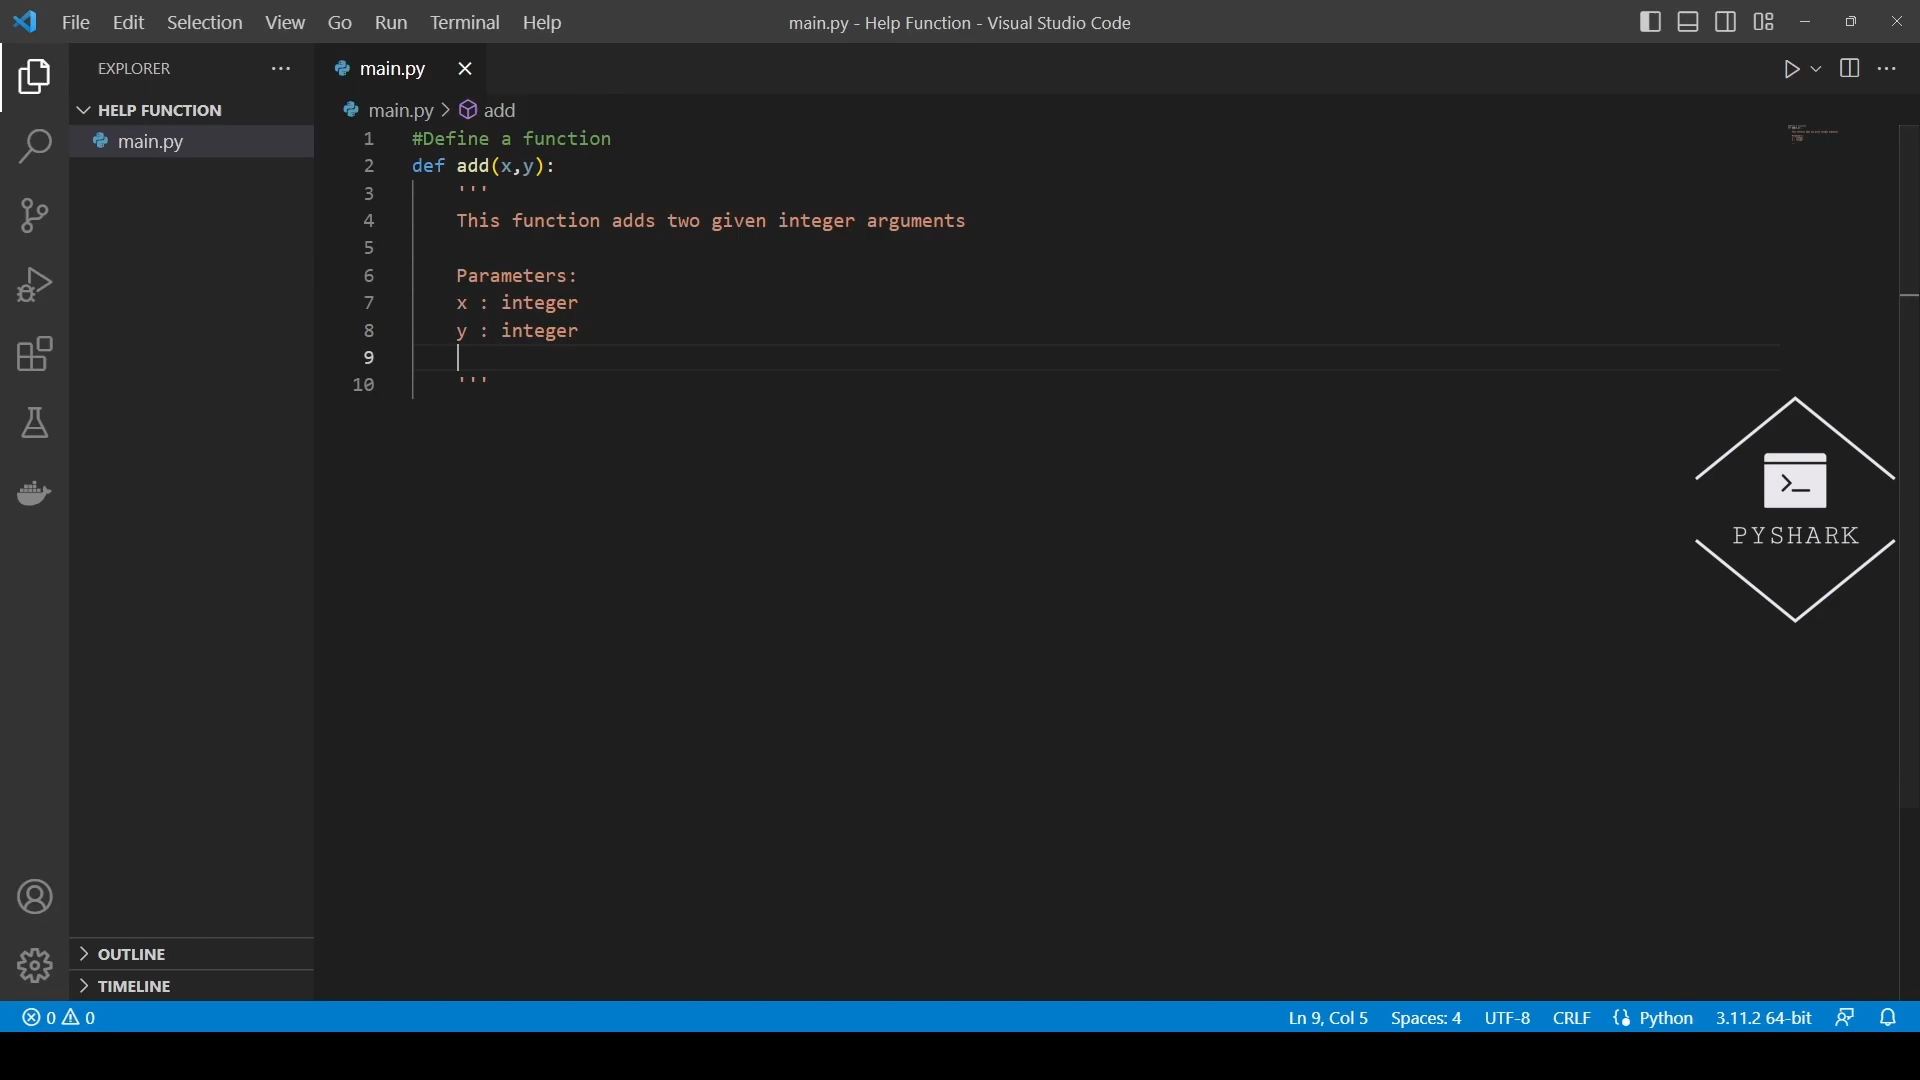 File Edit Selection View Go Run Terminal Help
main.py - Help Function - Visual Studio Code
EXPLORER
HELP FUNCTION
main.py
OUTLINE
TIMELINE
main.py
main.py > add
1 #Define a function
2 def add(x,y):
3 '''
4 This function adds two given integer arguments
5
6 Parameters:
7 x : integer
8 y : integer
9
10 '''
>_
PYSHARK
0 0
Ln 9, Col 5 Spaces: 4 UTF-8 CRLF {} Python 3.11.2 64-bit